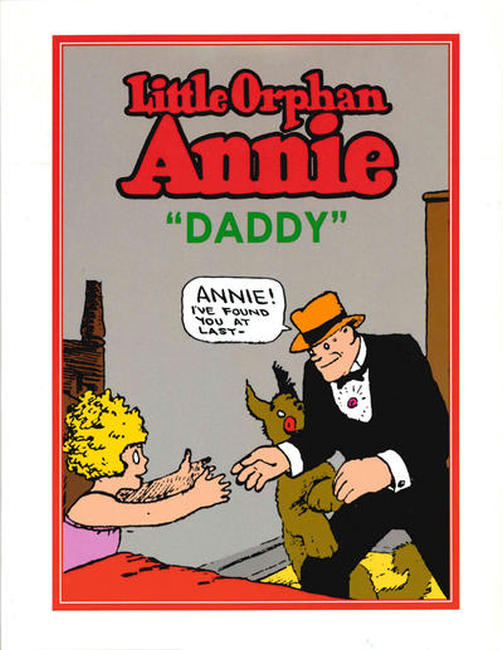 Little Orphan
Annie
“DADDY”
ANNIE!
I'VE FOUND
YOU AT
LAST-